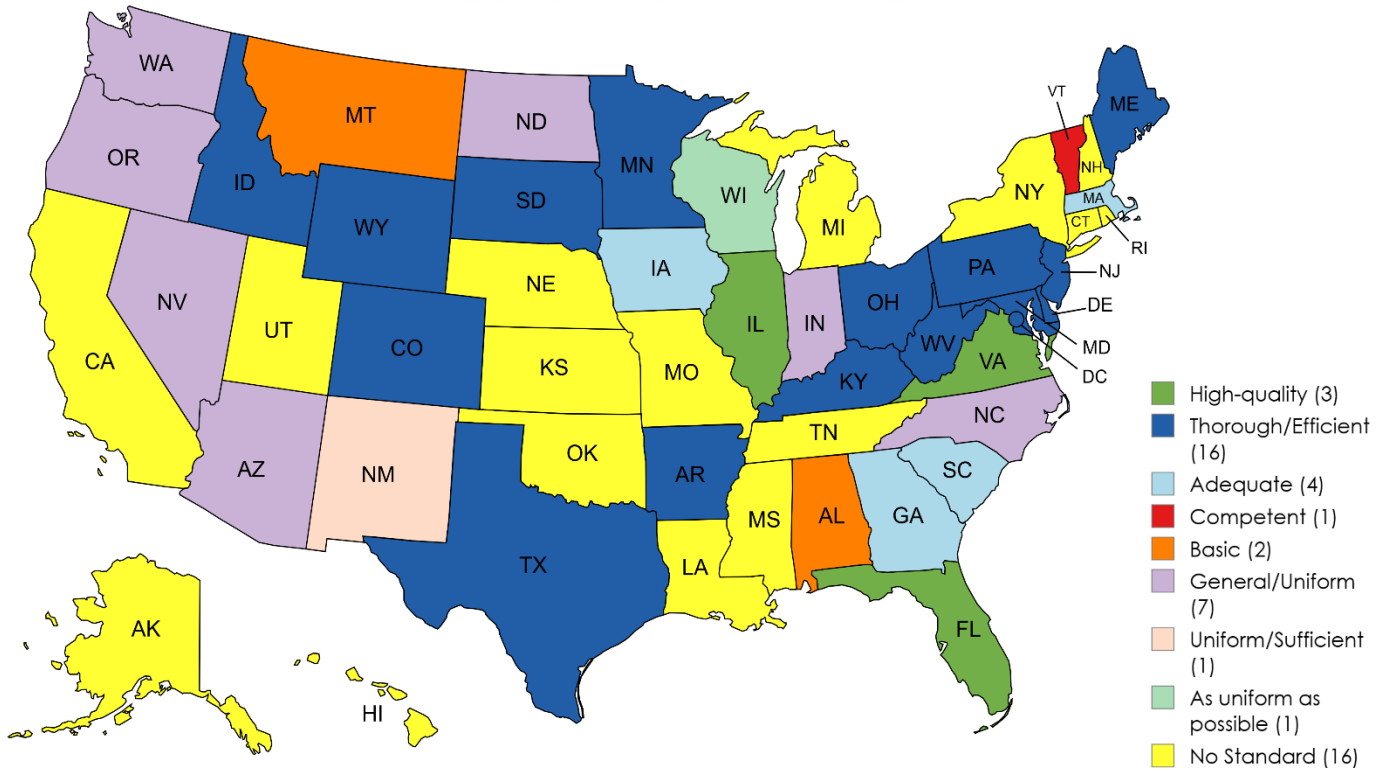 WA
MT
ND
MN
VT
ME
OR
ID
SD
WI
MI
NY
NH
MA
CT
RI
WY
IA
PA
NJ
NE
NV
UT
CO
IL
IN
OH
DE
MD
DC
WV
VA
CA
KS
MO
KY
NC
TN
AZ
NM
OK
AR
SC
MS
AL
GA
TX
LA
FL
AK
HI
High-quality (3)
Thorough/Efficient
(16)
Adequate (4)
Competent (1)
Basic (2)
General/Uniform
(7)
Uniform/Sufficient
(1)
As uniform as
possible (1)
No Standard (16)